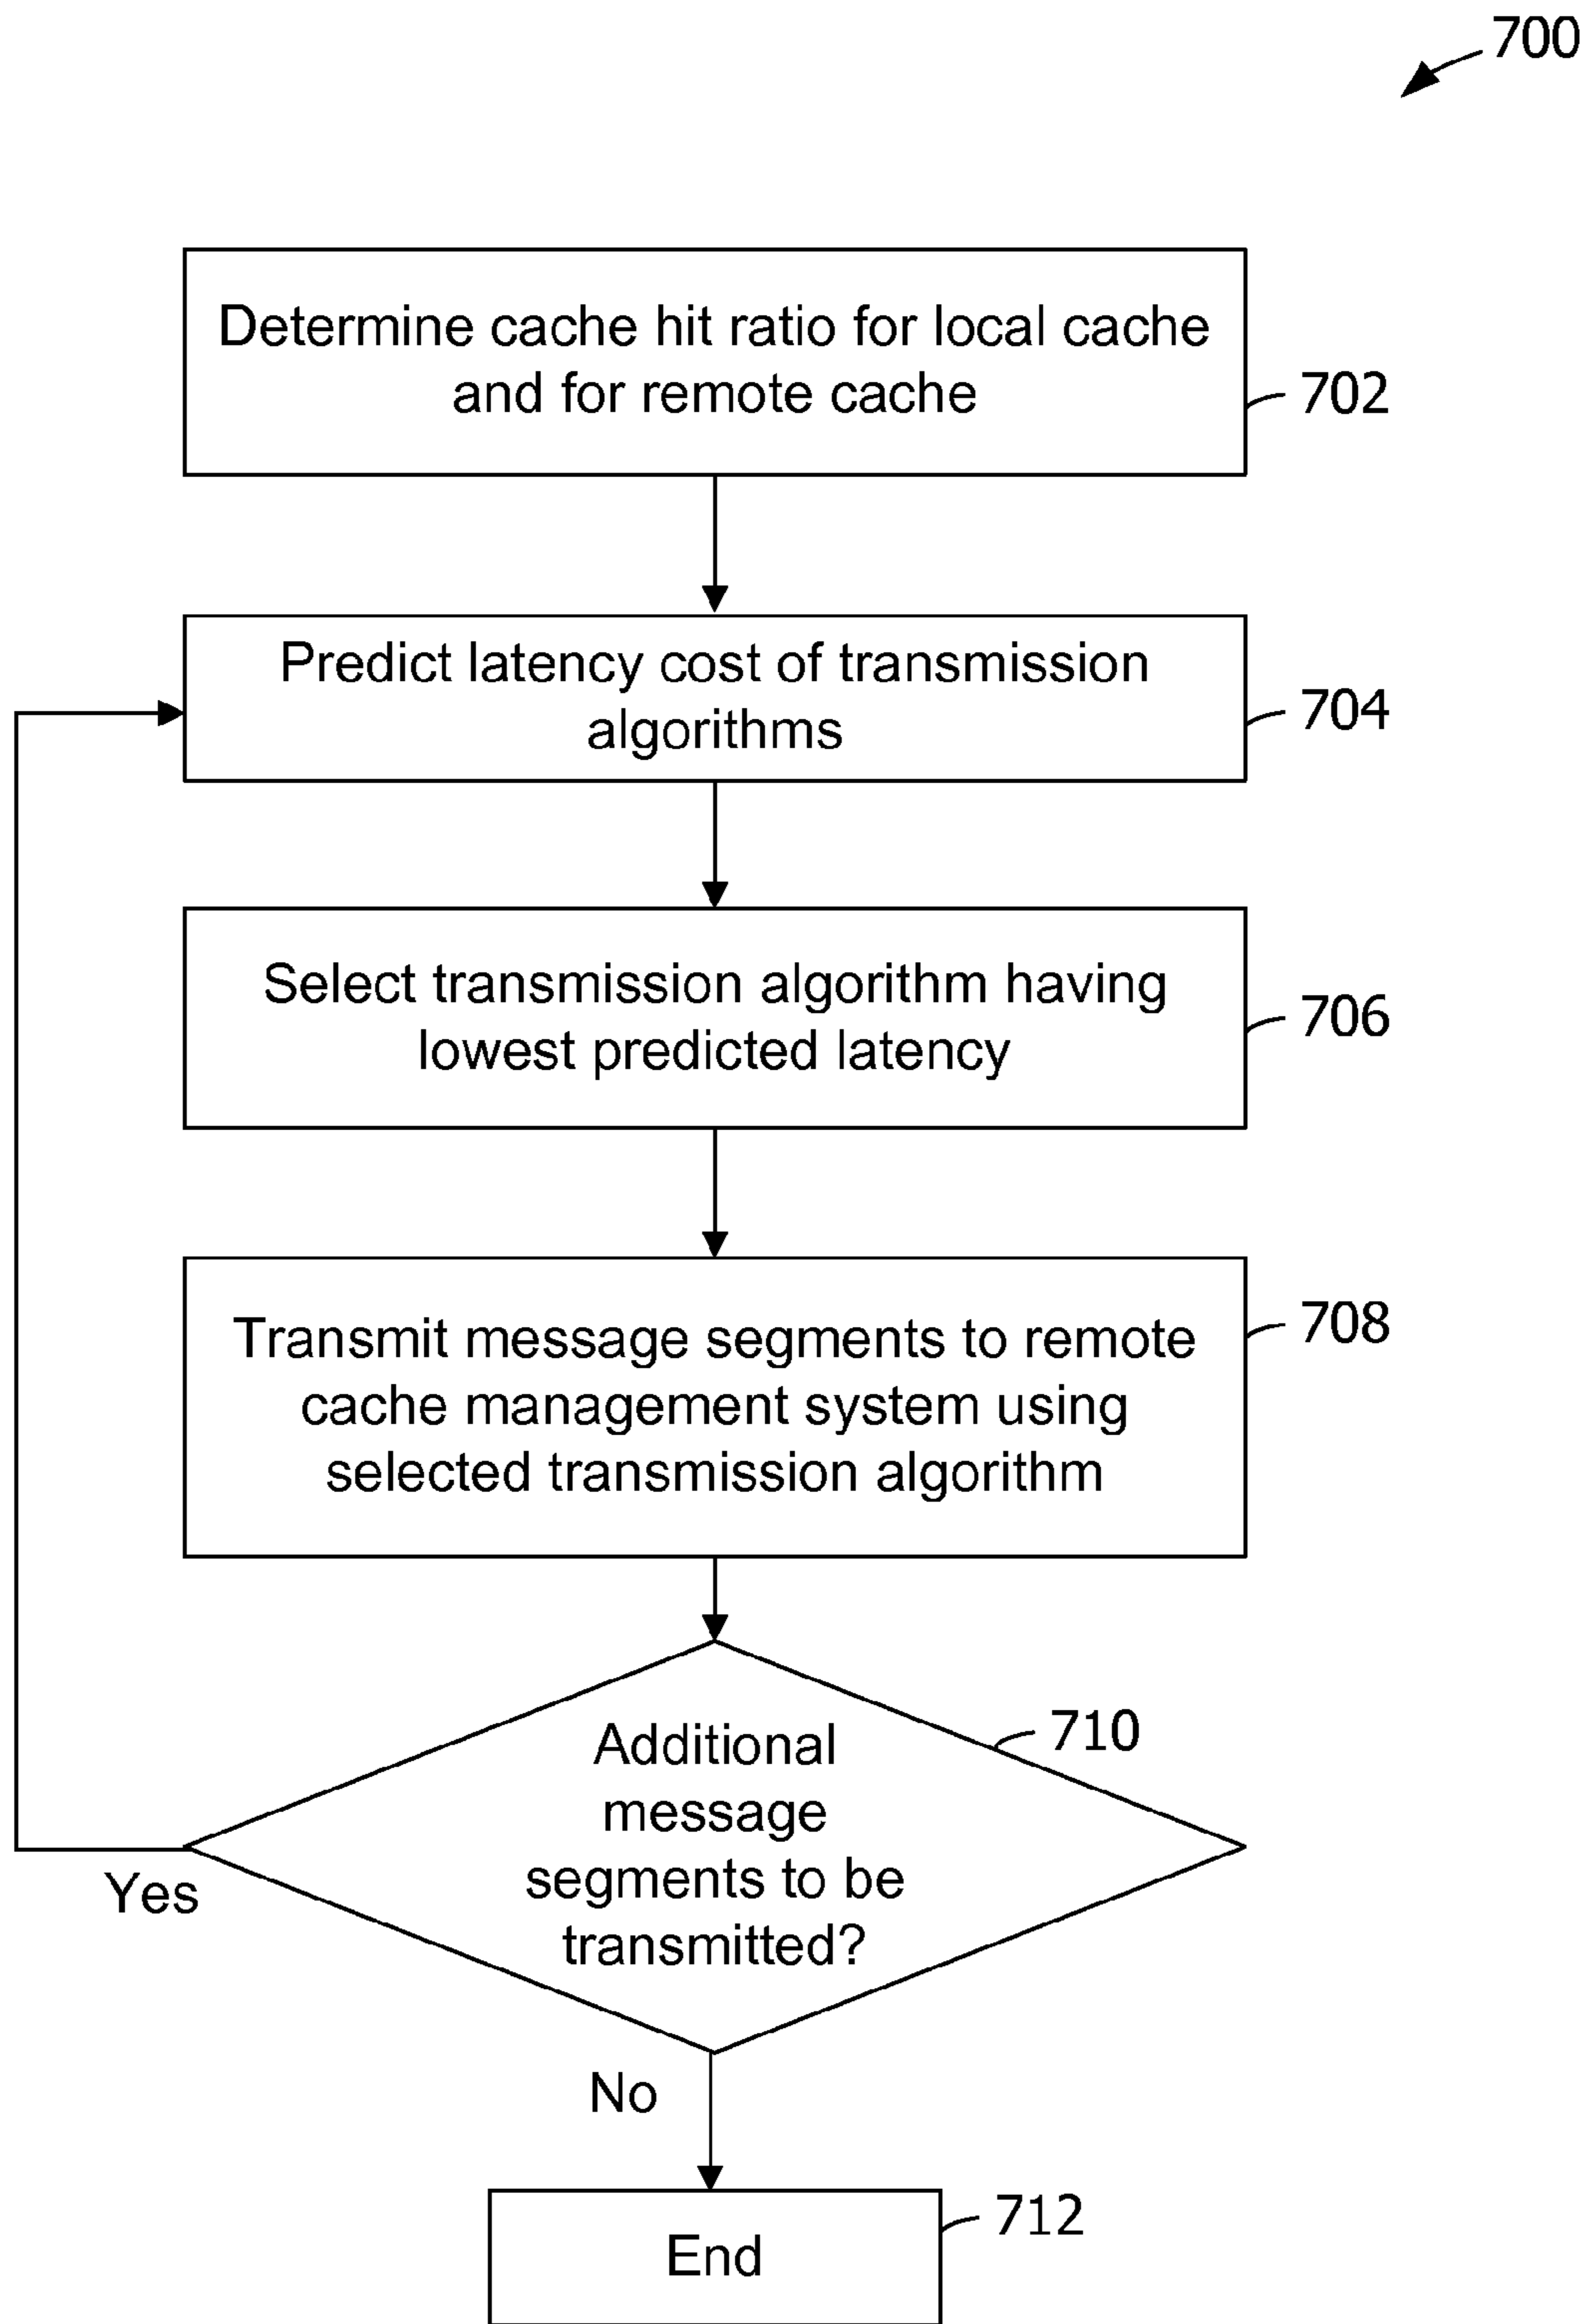 700
Determine cache hit ratio for local cache
and for remote cache
702
Predict latency cost of transmission
algorithms
704
Select transmission algorithm having
lowest predicted latency
706
Transmit message segments to remote
cache management system using
selected transmission algorithm
708
Additional
message
segments to be
transmitted?
710
Yes
No
End
712